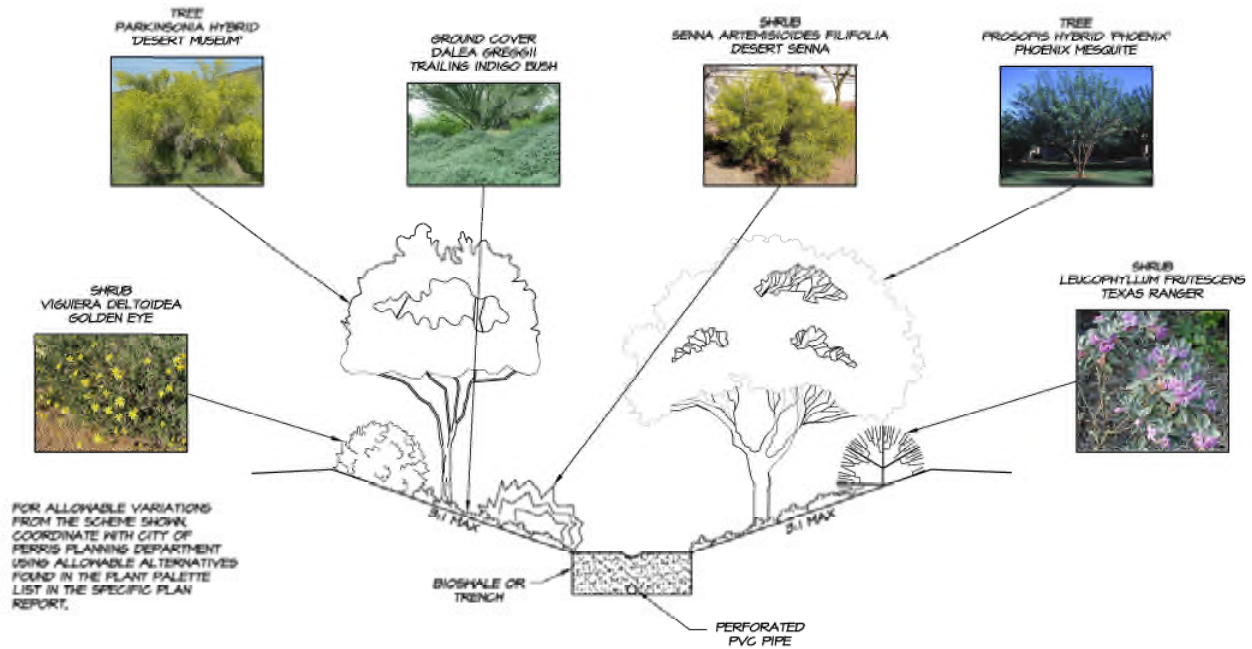 TREE
PARKINSONIA HYBRID
'DESERT MUSEUM'
GROUND COVER
DALEA GREGGII
TRAILING INDIGO BUSH
SHRUB
SENNA ARTEMISIOIDES FILIFOLIA
DESERT SENNA
TREE
PROSOPIS HYBRID 'PHOENIX'
PHOENIX MESQUITE
SHRUB
VIGUIERA DELTOIDEA
GOLDEN EYE
SHRUB
LEUCOPHYLLUM FRUTESCENS
TEXAS RANGER
3:1 MAX
3:1 MAX
FOR ALLOWABLE VARIATIONS
FROM THE SCHEME SHOWN,
COORDINATE WITH CITY OF
PERRIS PLANNING DEPARTMENT
USING ALLOWABLE ALTERNATIVES
FOUND IN THE PLANT PALETTE
LIST IN THE SPECIFIC PLAN
REPORT.
BIOSHALE OR
TRENCH
PERFORATED
PVC PIPE